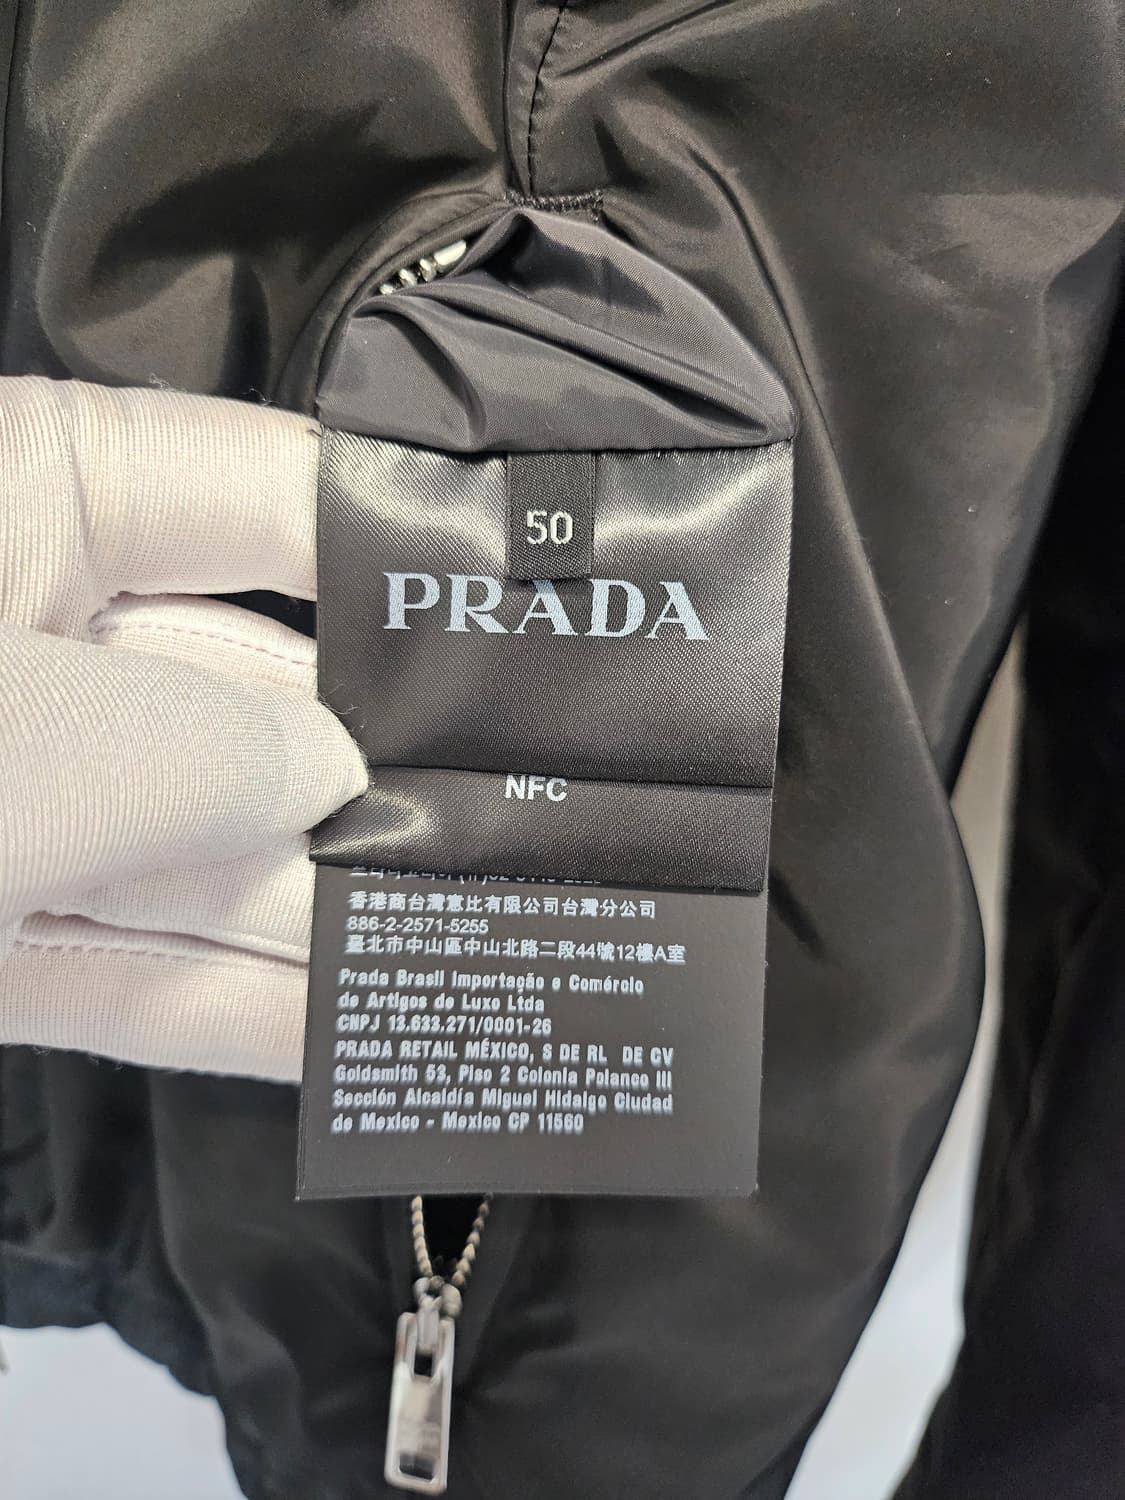 50
PRADA
NFC
香港商台灣惠比有限公司台灣分公司
886-2-2571-5255
臺北市中山區中山北路二段44號12樓A室
Prada Brasil Importação e Comércio
de Artigos de Luxo Ltda
CNPJ 13.633.271/0001-26
PRADA RETAIL MÉXICO, S DE RL DE CV
Goldsmith 53, Piso 2 Colonia Polanco III
Sección Alcaldía Miguel Hidalgo Ciudad
de Mexico - Mexico CP 11560